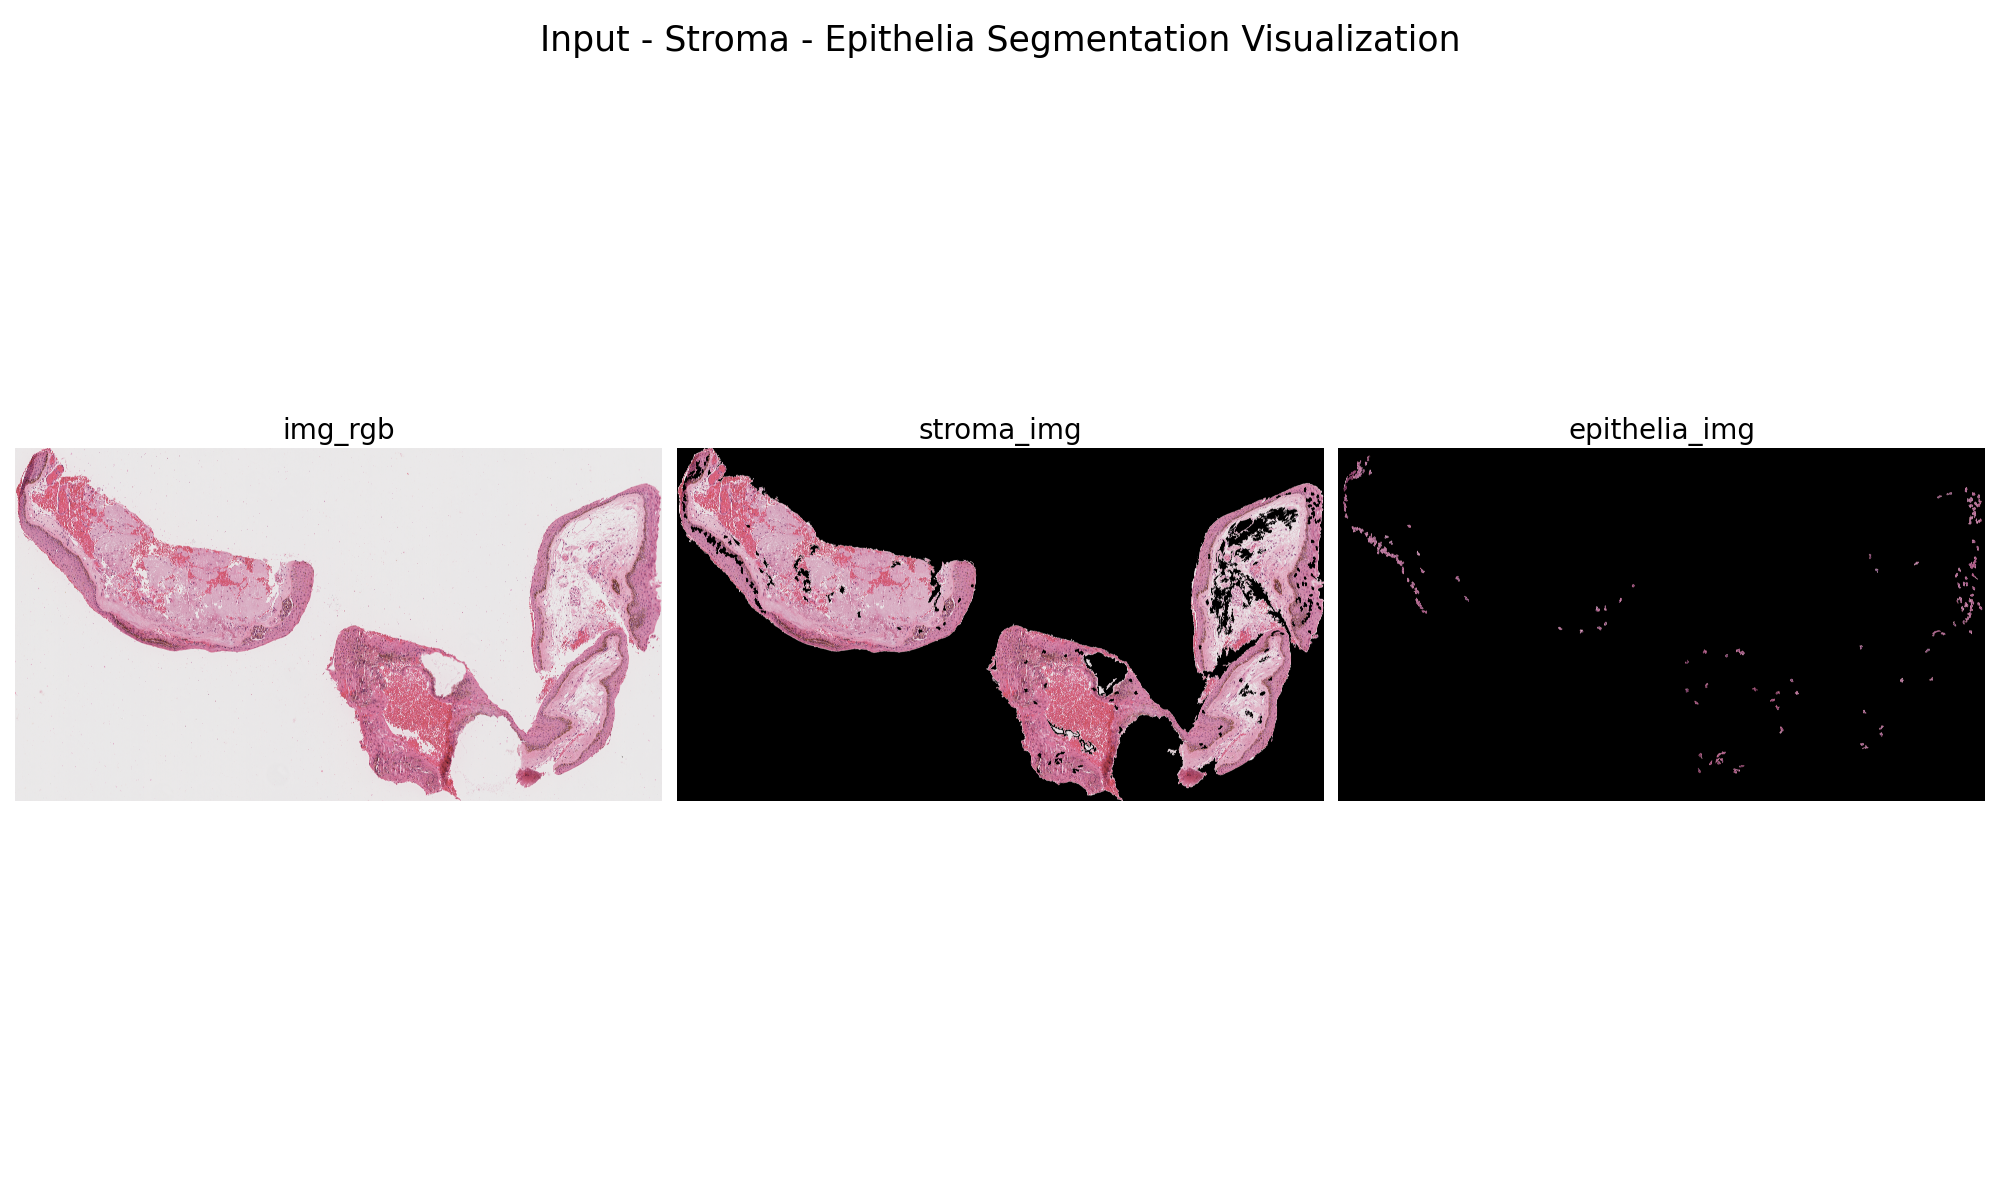 Input - Stroma - Epithelia Segmentation Visualization
img_rgb
stroma_img
epithelia_img